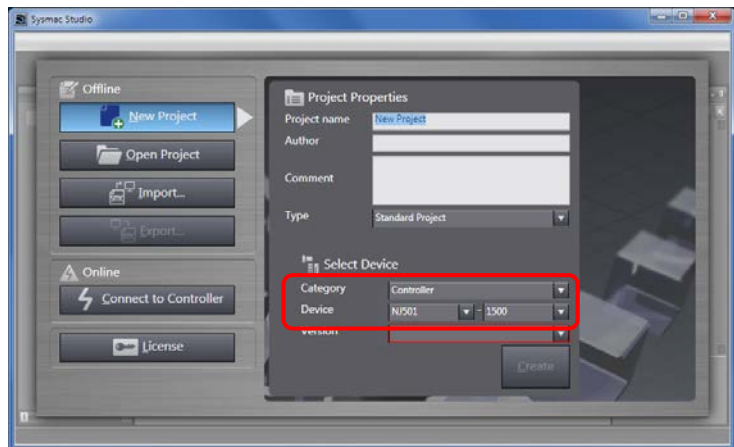 Sysmac Studio
Offline
New Project
Open Project
Import...
Export...
Online
Connect to Controller
License
Project Properties
Project name New Project
Author
Comment
Type Standard Project
Select Device
Category Controller
Device NJ501 - 1500
Version
Create